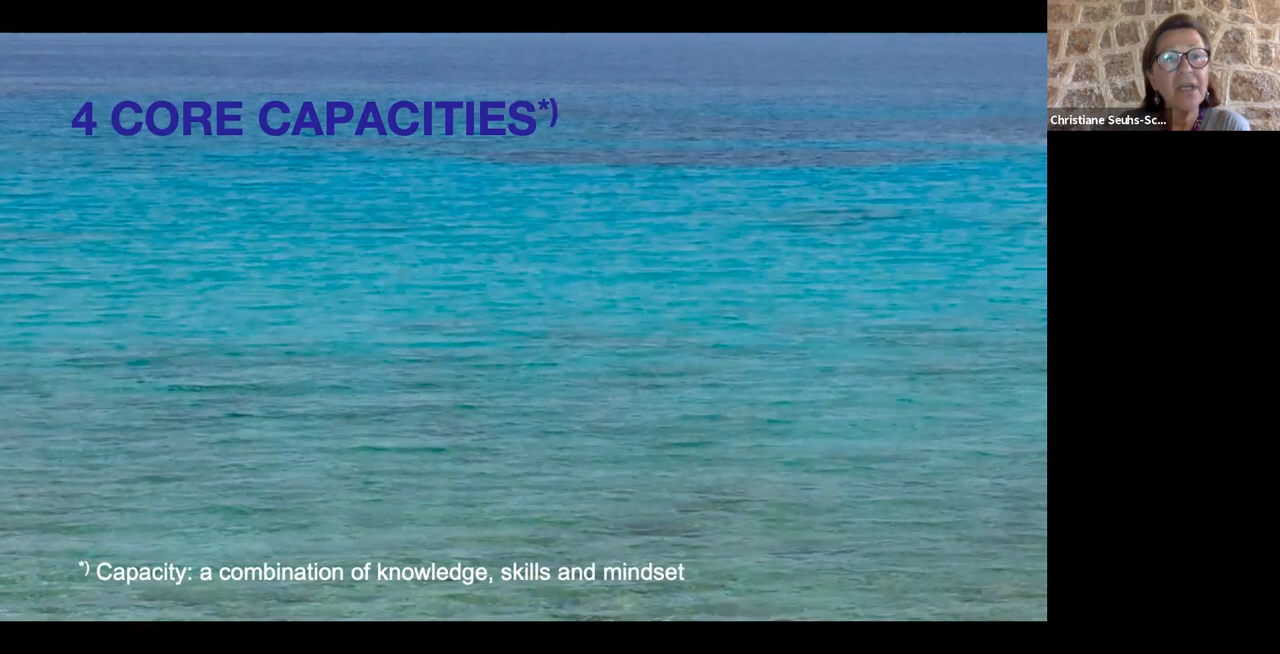 4 CORE CAPACITIES*)
Christiane Seuhs-Sc...
*) Capacity: a combination of knowledge, skills and mindset